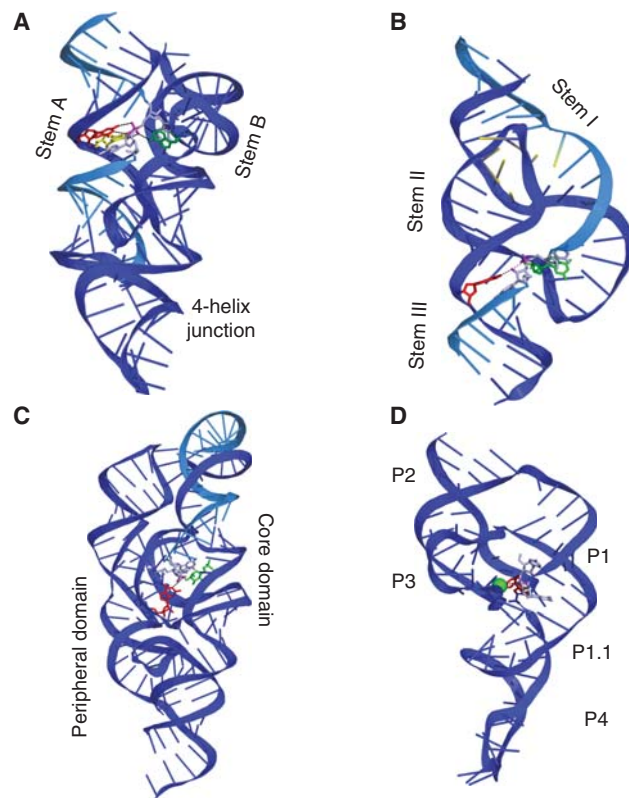 A
Stem A
Stem B
4-helix
junction
B
Stem I
Stem II
Stem III
C
Peripheral domain
Core domain
D
P2
P1
P3
P1.1
P4